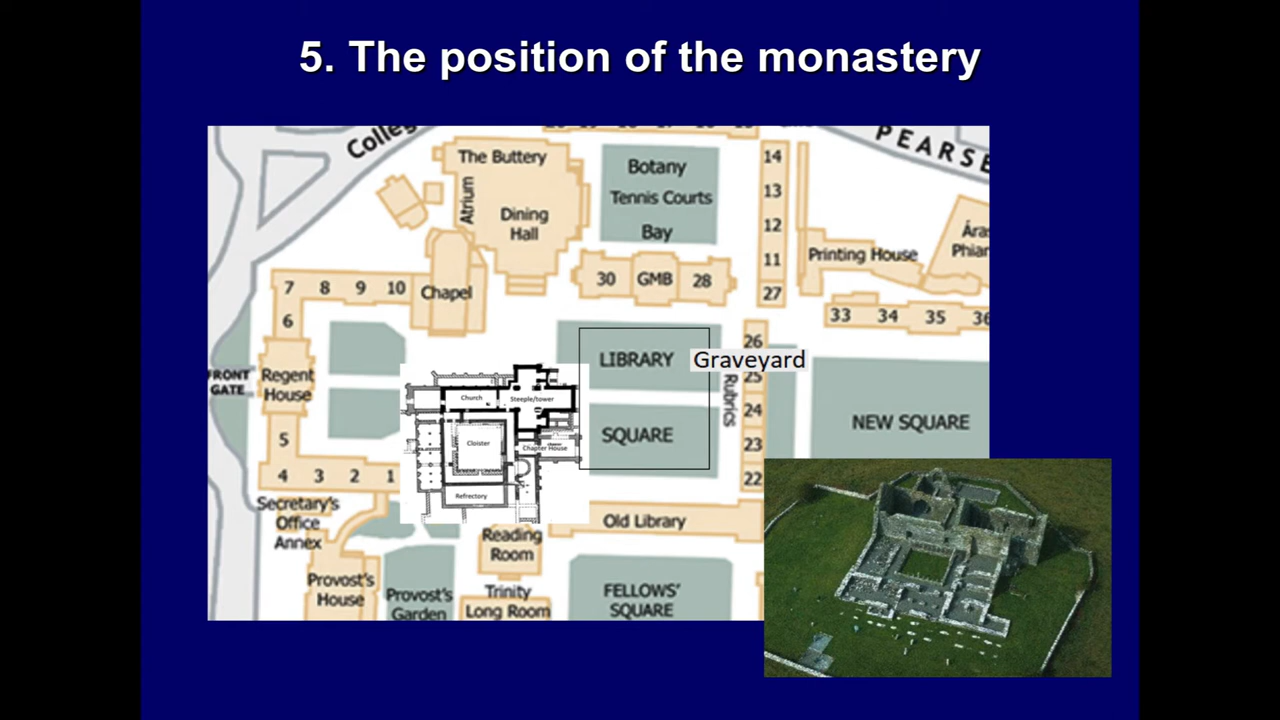 5. The position of the monastery
PEARSE
The Buttery
Atrium
Dining
Hall
Botany
Tennis Courts
Bay
14
13
12
11
27
Printing House
30 GMB 28
7 8 9 10
Chapel
6
33 34 35 36
26
25
24
23
22
Rubrics
LIBRARY
SQUARE
Graveyard
FRONT
GATE
Regent
House
NEW SQUARE
Church
Steeple/tower
Cloister
Chapter House
Refrectory
5
4 3 2 1
Secretary's
Office
Annex
Old Library
Reading
Room
Provost's
House
Provost's
Garden
Trinity
Long Room
FELLOWS'
SQUARE